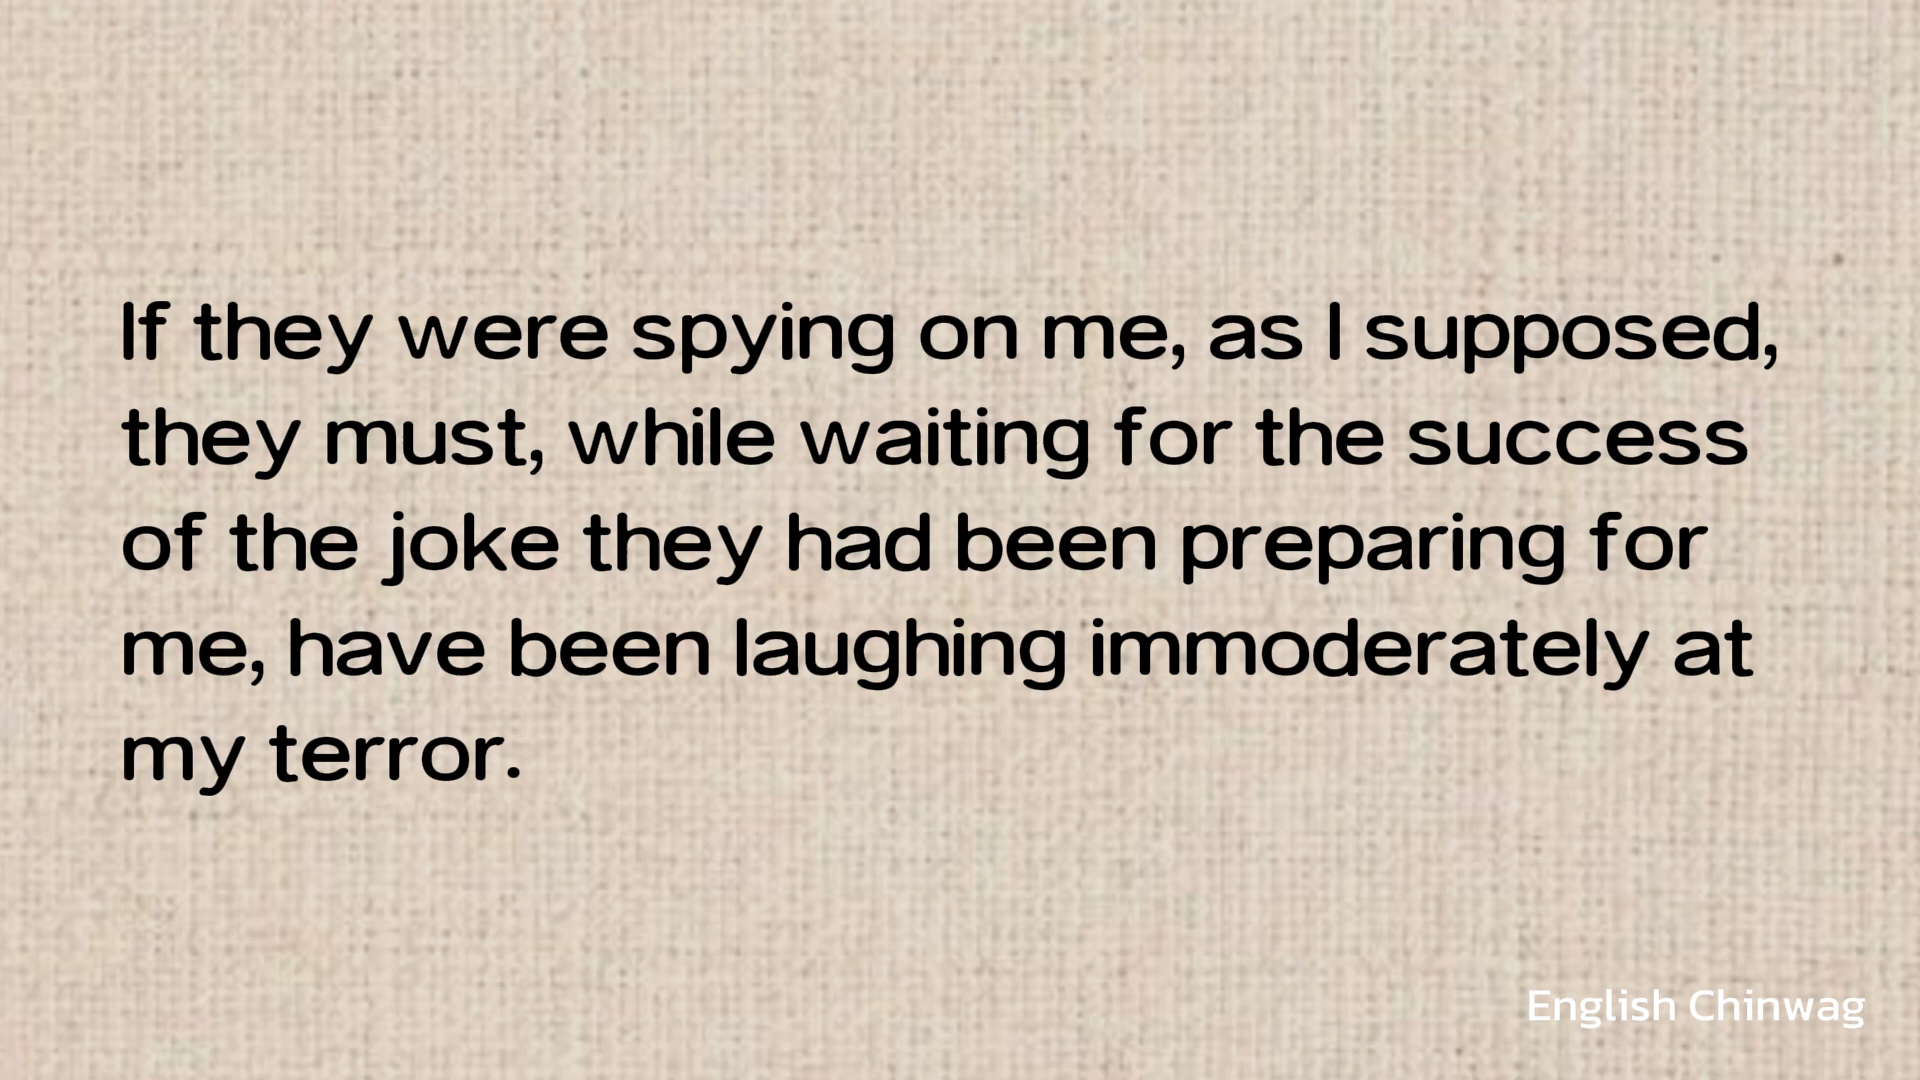 If they were spying on me, as I supposed,
they must, while waiting for the success
of the joke they had been preparing for
me, have been laughing immoderately at
my terror.
English Chinwag